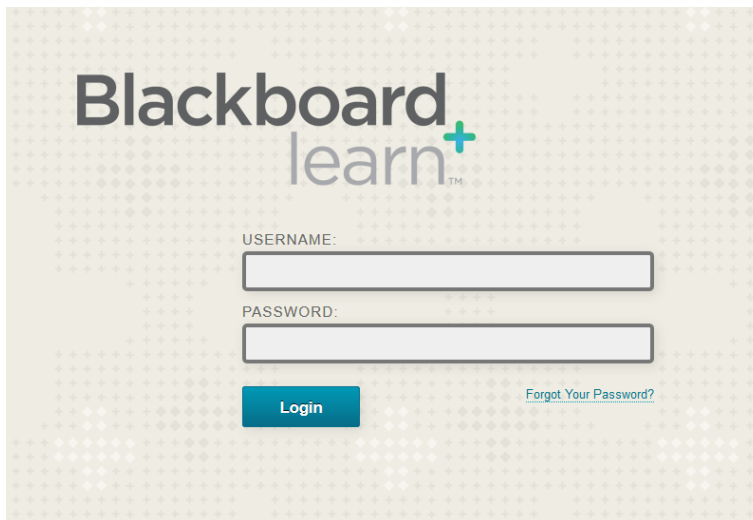 Blackboard
learn+™
USERNAME:
PASSWORD:
Login
Forgot Your Password?